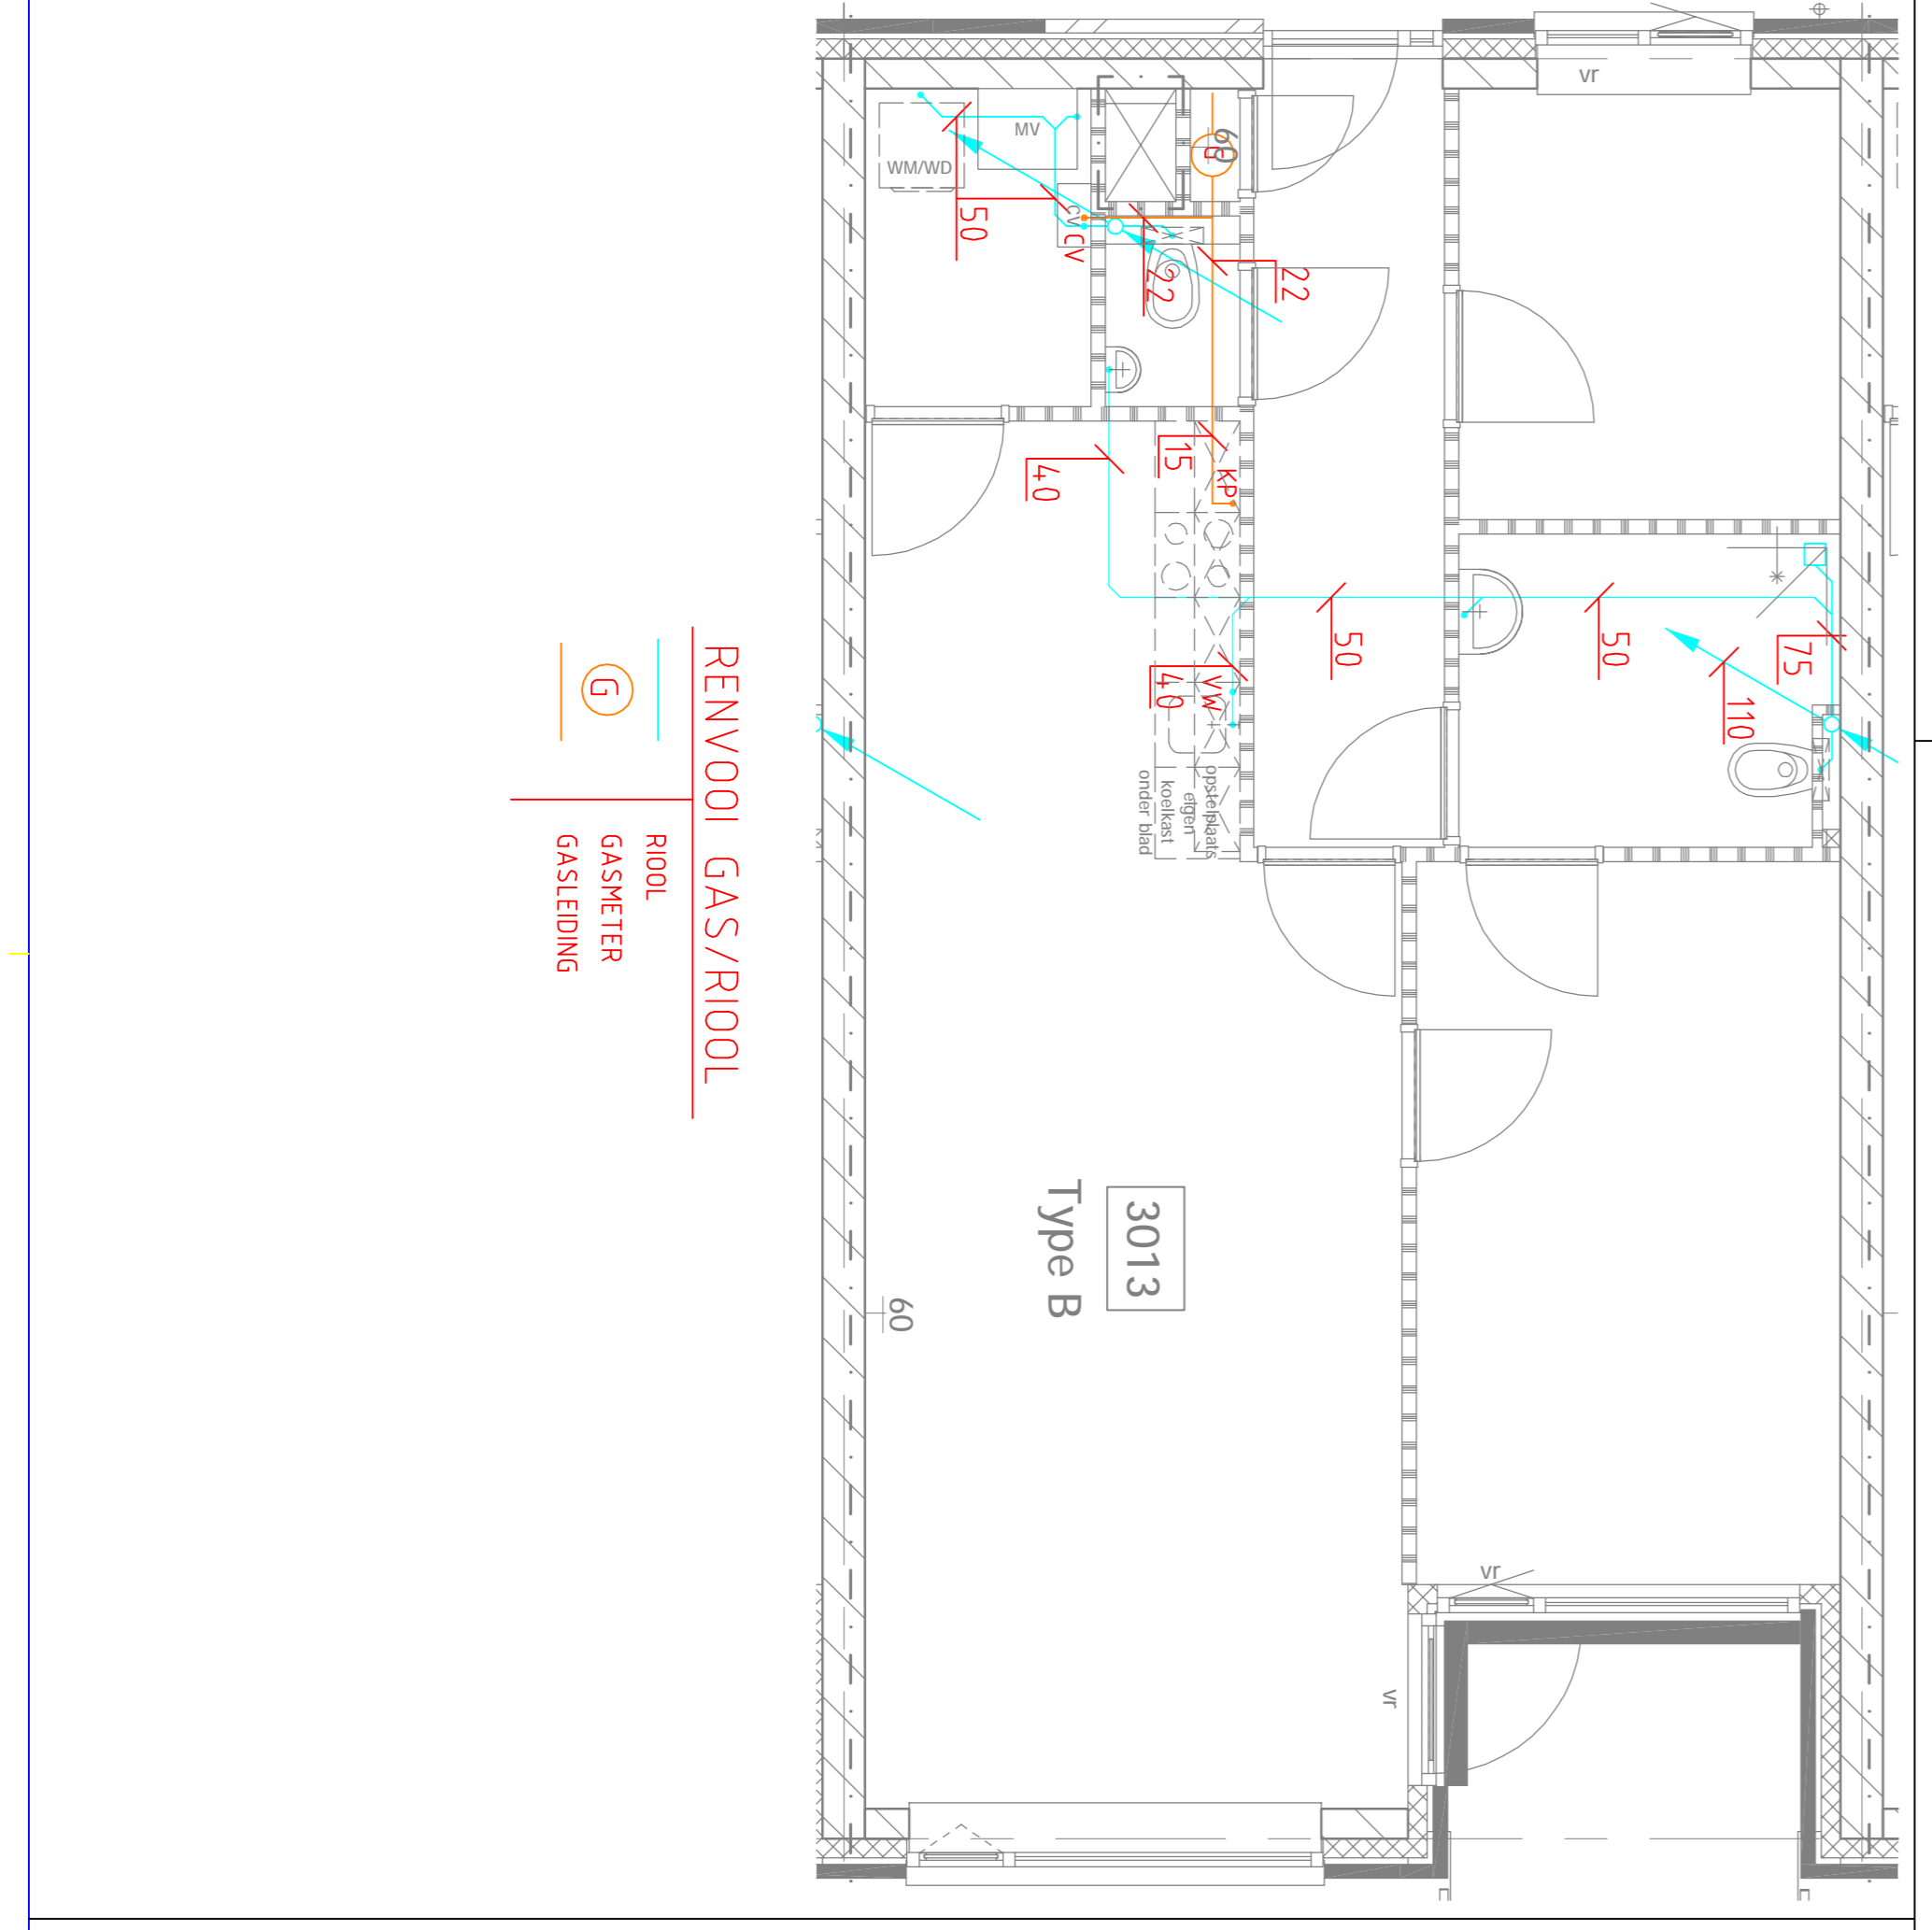 vr
MV
WM/WD
60
G
50
CV
CV
22
22
15
KP
40
50
50
75
110
VW
40
opstelplaats
eigen
koelkast
onder blad
RENVOOI GAS/RIOOL
RIOOL
G
GASMETER
GASLEIDING
3013
Type B
60
vr
vr